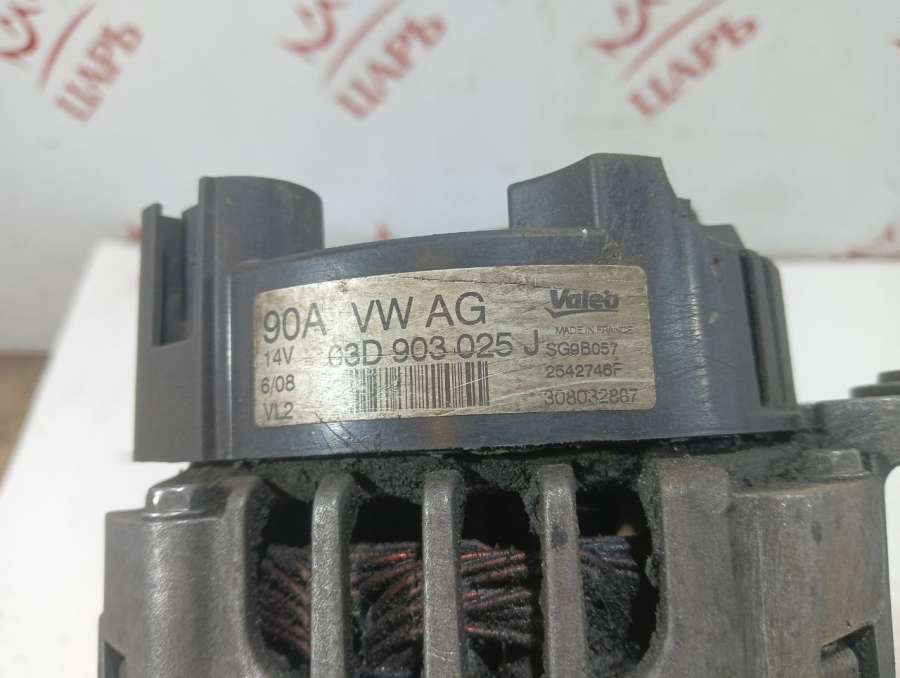 ЦАРЬ
ЦАРЬ
ЦАРЬ
90A VW AG
Valeo
14V 03D 903 025 J
MADE IN FRANCE
SG9B057
6/08
2542746F
VL2
308032867